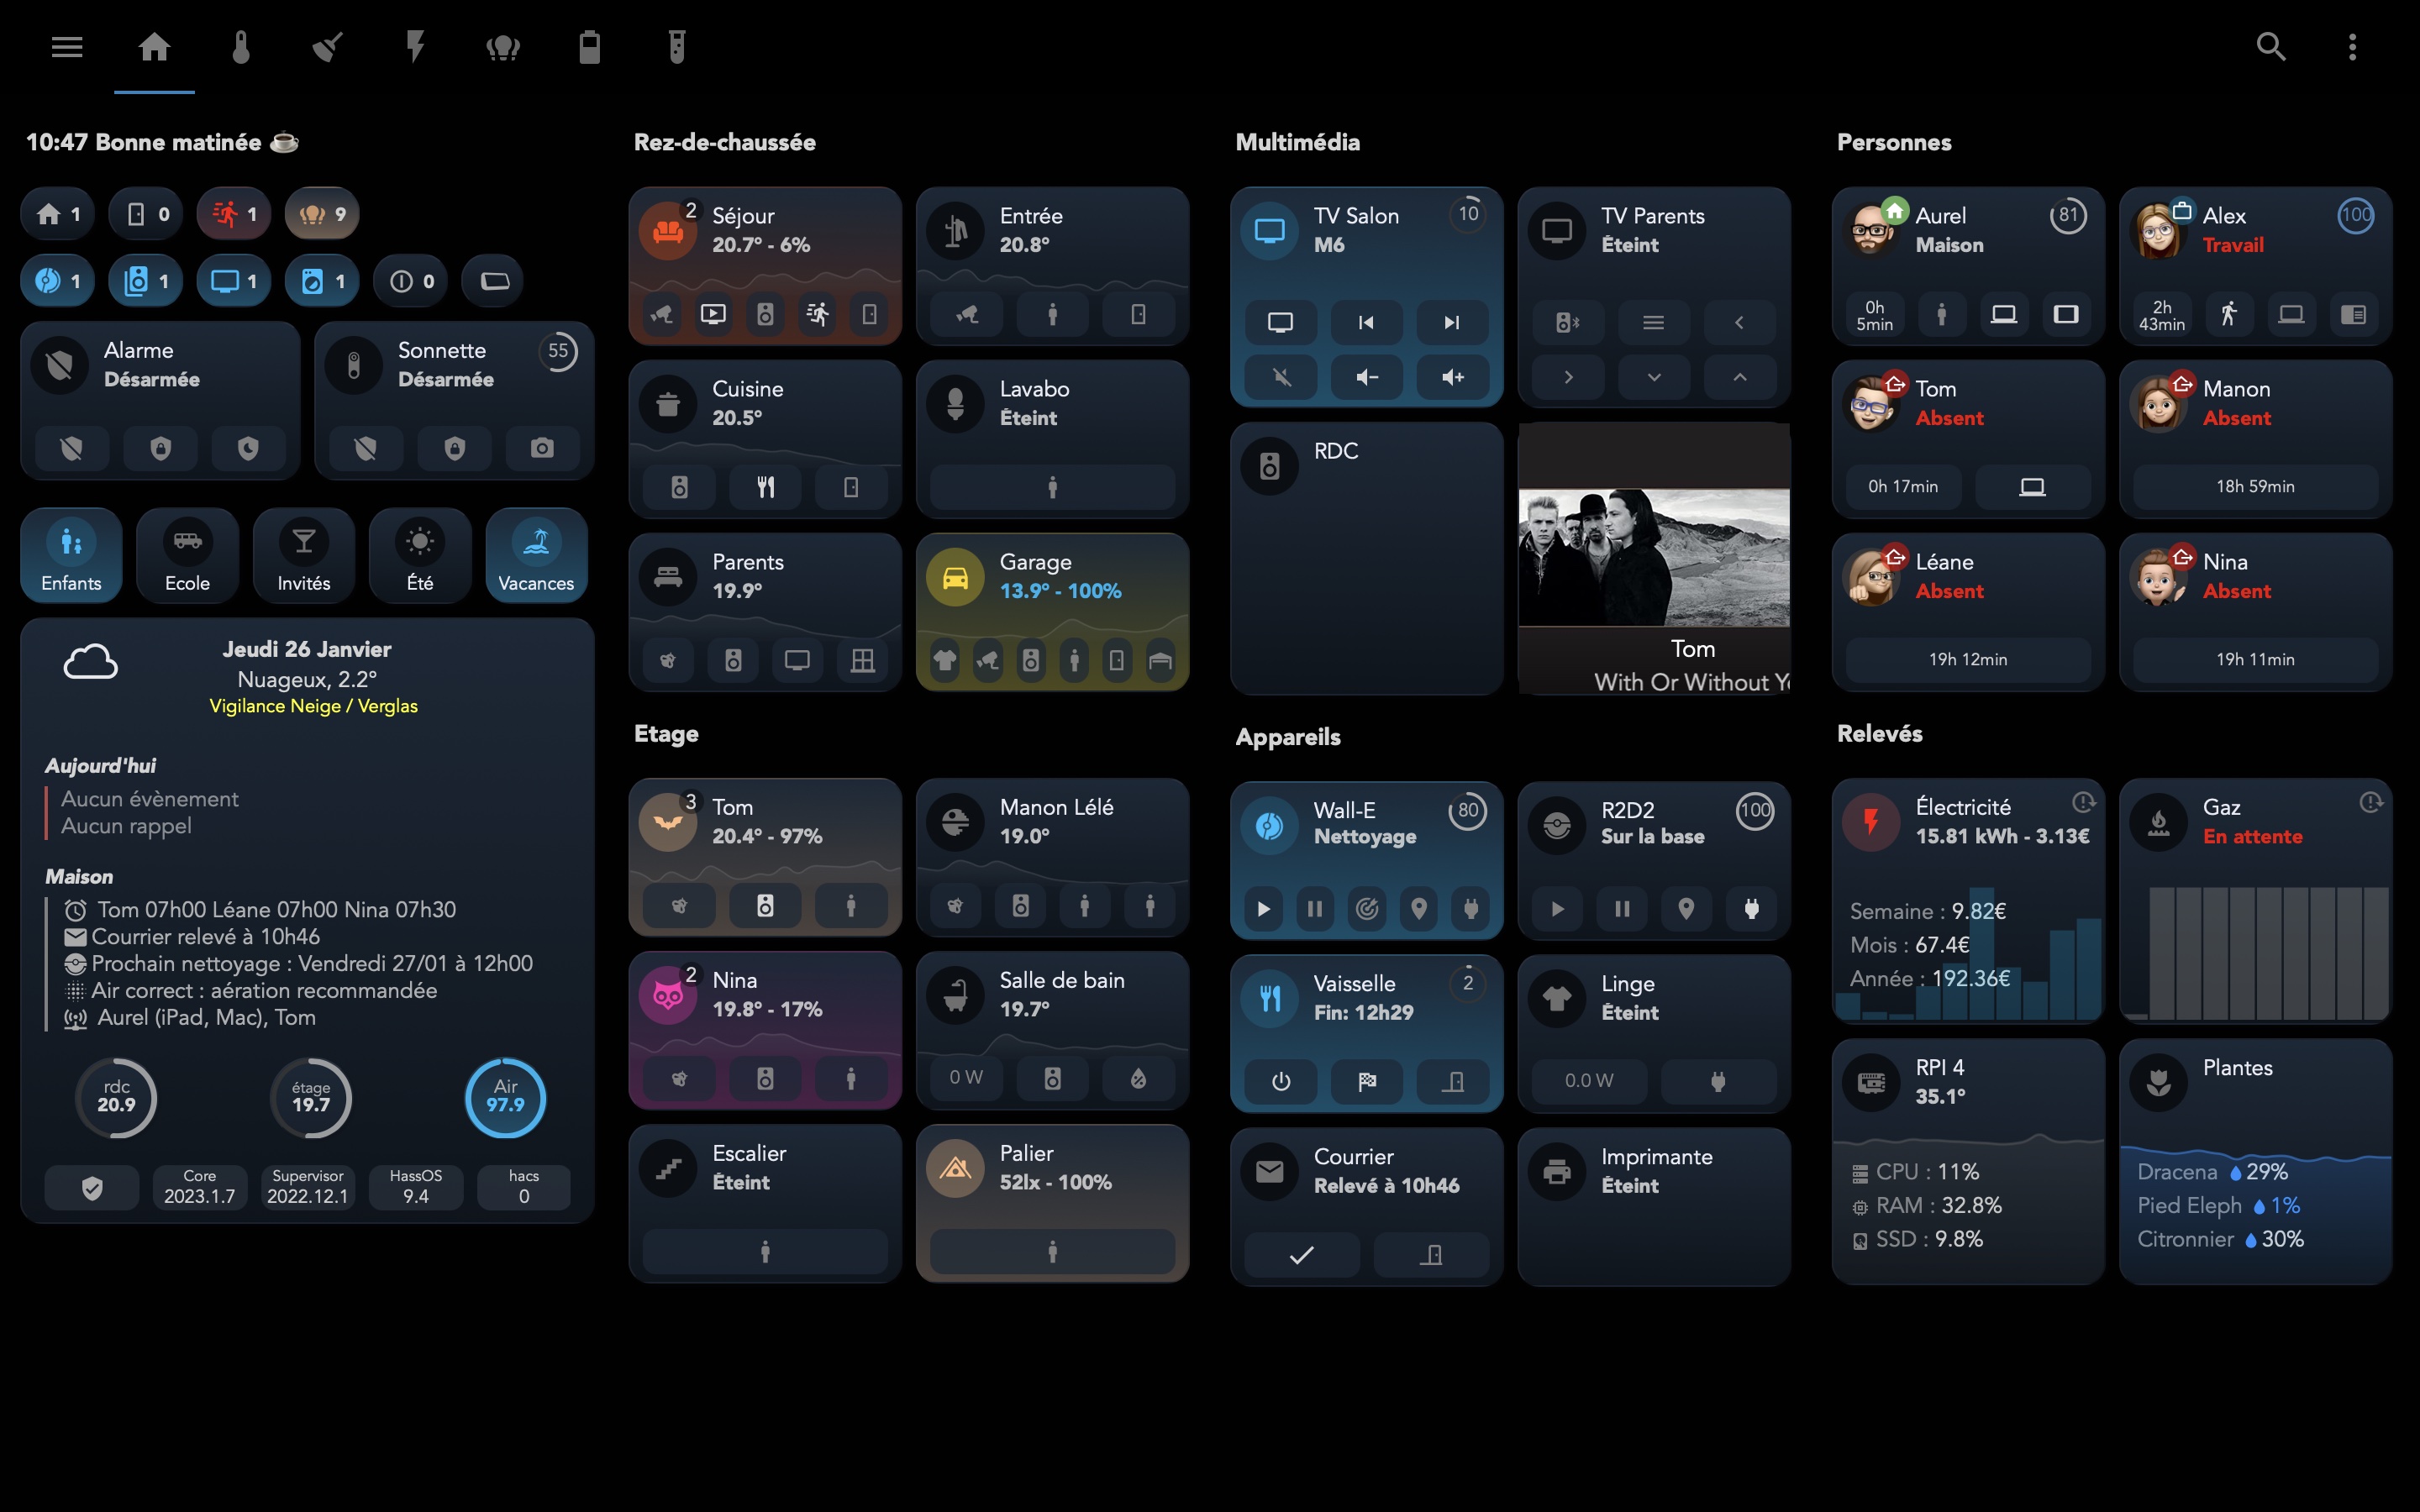 10:47 Bonne matinée ☕
1
0
1
9
1
1
1
1
0
Alarme
Désarmée
Sonnette
Désarmée
55
Enfants
Ecole
Invités
Été
Vacances
Jeudi 26 Janvier
Nuageux, 2.2°
Vigilance Neige / Verglas
Aujourd'hui
Aucun évènement
Aucun rappel
Maison
Tom 07h00 Léane 07h00 Nina 07h30
Courrier relevé à 10h46
Prochain nettoyage : Vendredi 27/01 à 12h00
Air correct : aération recommandée
Aurel (iPad, Mac), Tom
rdc
20.9
étage
19.7
Air
97.9
Core
2023.1.7
Supervisor
2022.12.1
HassOS
9.4
hacs
0
Rez-de-chaussée
2
Séjour
20.7° - 6%
Entrée
20.8°
Cuisine
20.5°
Lavabo
Éteint
Parents
19.9°
Garage
13.9° - 100%
Etage
3
Tom
20.4° - 97%
Manon Lélé
19.0°
2
Nina
19.8° - 17%
Salle de bain
19.7°
0 W
Escalier
Éteint
Palier
52lx - 100%
Multimédia
TV Salon
M6
10
TV Parents
Éteint
RDC
Tom
With Or Without Y
Appareils
Wall-E
Nettoyage
80
R2D2
Sur la base
100
Vaisselle
Fin: 12h29
2
Linge
Éteint
0.0 W
Courrier
Relevé à 10h46
Imprimante
Éteint
Personnes
Aurel
Maison
81
0h
5min
Alex
Travail
100
2h
43min
Tom
Absent
0h 17min
Manon
Absent
18h 59min
Léane
Absent
19h 12min
Nina
Absent
19h 11min
Relevés
Électricité
15.81 kWh - 3.13€
Semaine : 9.82€
Mois : 67.4€
Année : 192.36€
Gaz
En attente
RPI 4
35.1°
CPU : 11%
RAM : 32.8%
SSD : 9.8%
Plantes
Dracena 29%
Pied Eleph 1%
Citronnier 30%